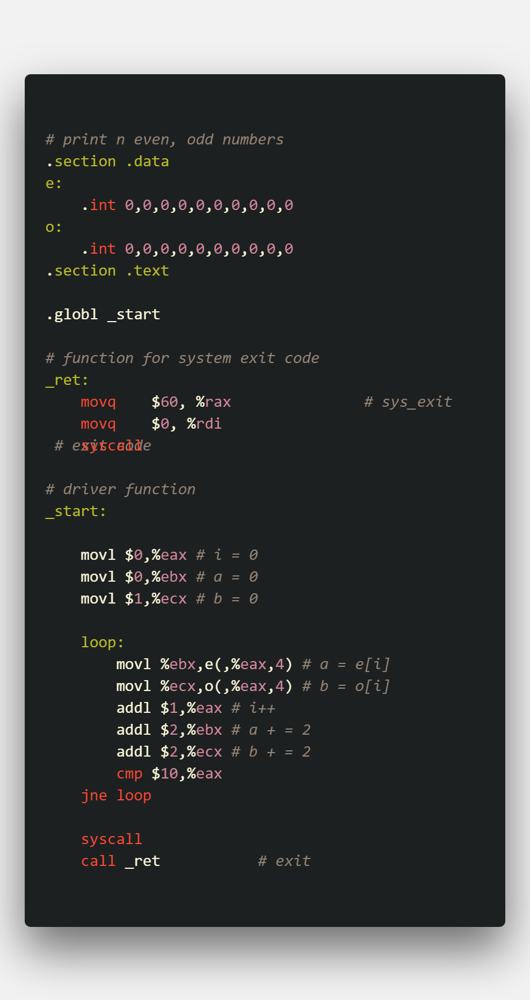 # print n even, odd numbers
.section .data
e:
    .int 0,0,0,0,0,0,0,0,0,0
o:
    .int 0,0,0,0,0,0,0,0,0,0
.section .text
.globl _start
# function for system exit code
_ret:
    movq    $60, %rax               # sys_exit
    movq    $0, %rdi
 # exit code
    syscall
# driver function
_start:
    movl $0,%eax # i = 0
    movl $0,%ebx # a = 0
    movl $1,%ecx # b = 0
    loop:
        movl %ebx,e(,%eax,4) # a = e[i]
        movl %ecx,o(,%eax,4) # b = o[i]
        addl $1,%eax # i++
        addl $2,%ebx # a + = 2
        addl $2,%ecx # b + = 2
        cmp $10,%eax
    jne loop
    syscall
    call _ret           # exit